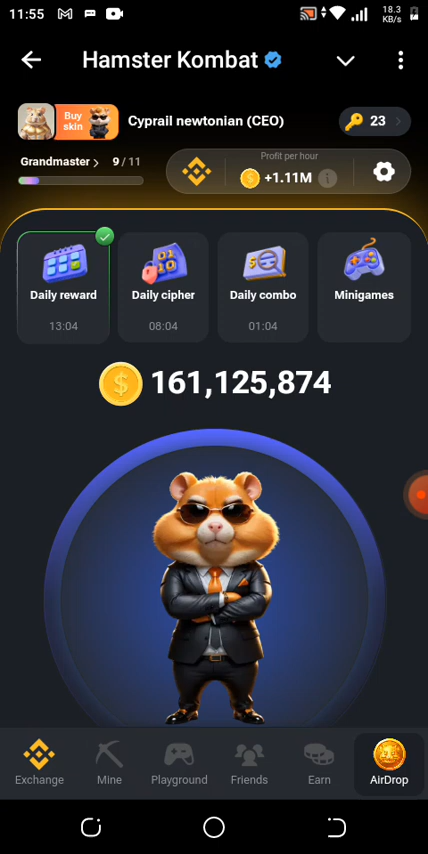 11:55
18.3
KB/s
Hamster Kombat
Buy
skin
Cyprail newtonian (CEO)
23
Grandmaster
9 / 11
Profit per hour
+1.11M
Daily reward
Daily cipher
Daily combo
Minigames
13:04
08:04
01:04
161,125,874
Exchange
Mine
Playground
Friends
Earn
AirDrop